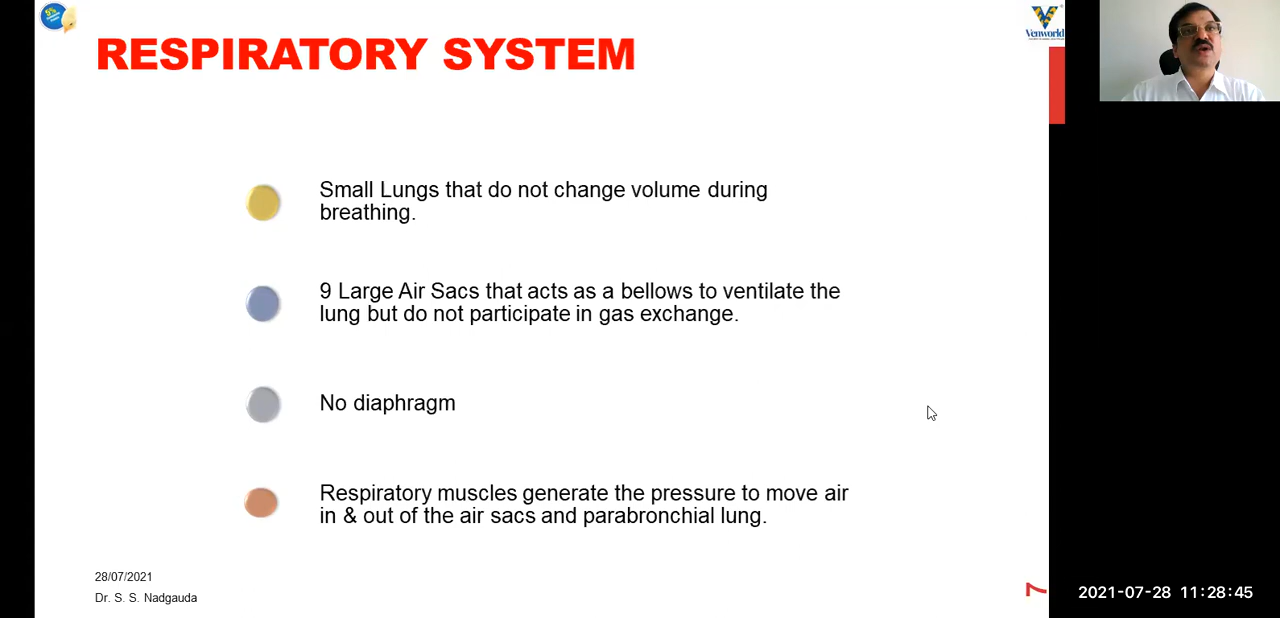 5%
Venworld
RESPIRATORY SYSTEM
Small Lungs that do not change volume during
breathing.
9 Large Air Sacs that acts as a bellows to ventilate the
lung but do not participate in gas exchange.
No diaphragm
Respiratory muscles generate the pressure to move air
in & out of the air sacs and parabronchial lung.
28/07/2021
Dr. S. S. Nadgauda
7
2021-07-28 11:28:45